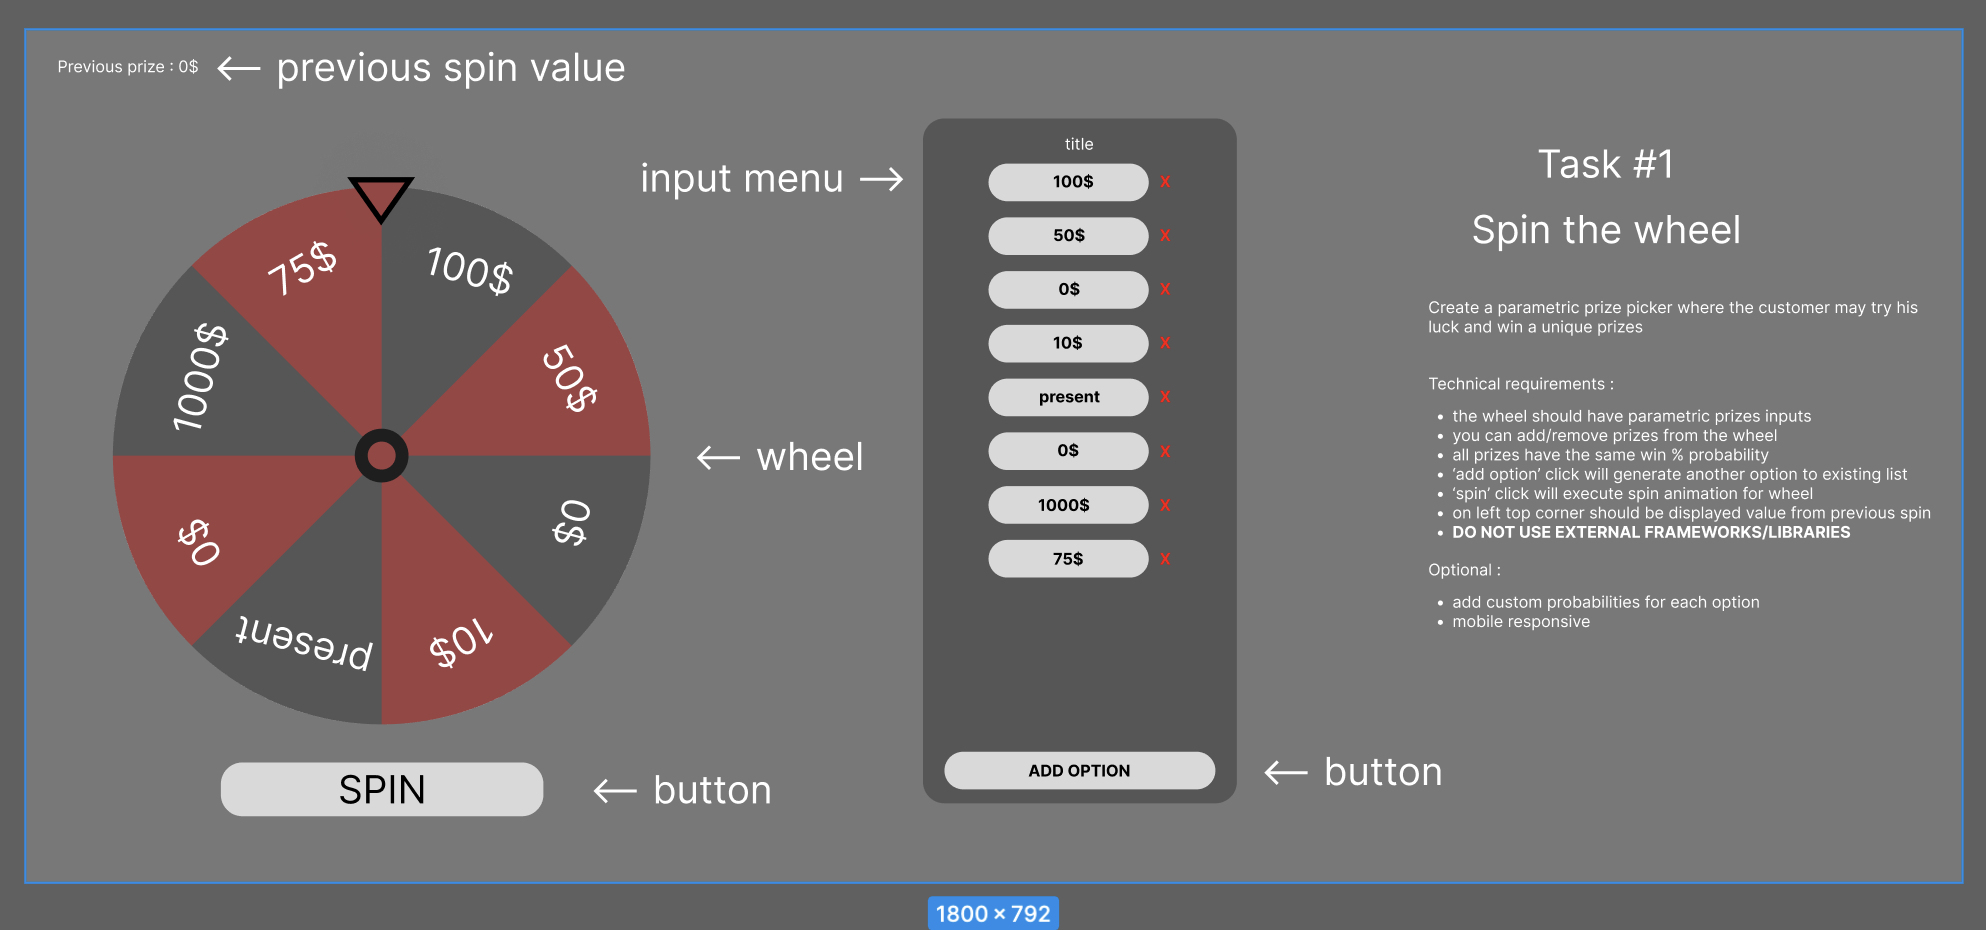 Previous prize : 0$
← previous spin value
input menu →
100$
50$
0$
10$
present
0$
1000$
75$
← wheel
SPIN
← button
title
100$ X
50$ X
0$ X
10$ X
present X
0$ X
1000$ X
75$ X
ADD OPTION
← button
Task #1
Spin the wheel
Create a parametric prize picker where the customer may try his
luck and win a unique prizes
Technical requirements :
• the wheel should have parametric prizes inputs
• you can add/remove prizes from the wheel
• all prizes have the same win % probability
• ‘add option’ click will generate another option to existing list
• ‘spin’ click will execute spin animation for wheel
• on left top corner should be displayed value from previous spin
• DO NOT USE EXTERNAL FRAMEWORKS/LIBRARIES
Optional :
• add custom probabilities for each option
• mobile responsive
1800 × 792